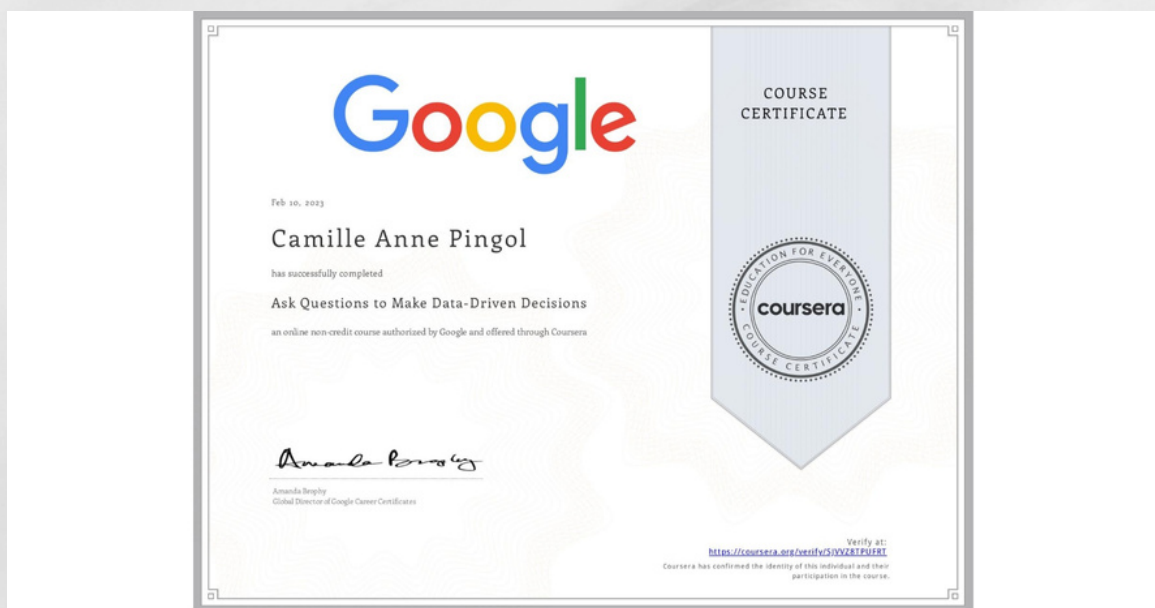 Google
COURSE
CERTIFICATE
Feb 10, 2023
Camille Anne Pingol
has successfully completed
Ask Questions to Make Data-Driven Decisions
an online non-credit course authorized by Google and offered through Coursera
EDUCATION FOR EVERYONE
coursera
COURSE CERTIFICATE
Amanda Brophy
Amanda Brophy
Global Director of Google Career Certificates
Verify at:
https://coursera.org/verify/SJVVZ8TPUFRT
Coursera has confirmed the identity of this individual and their
participation in the course.